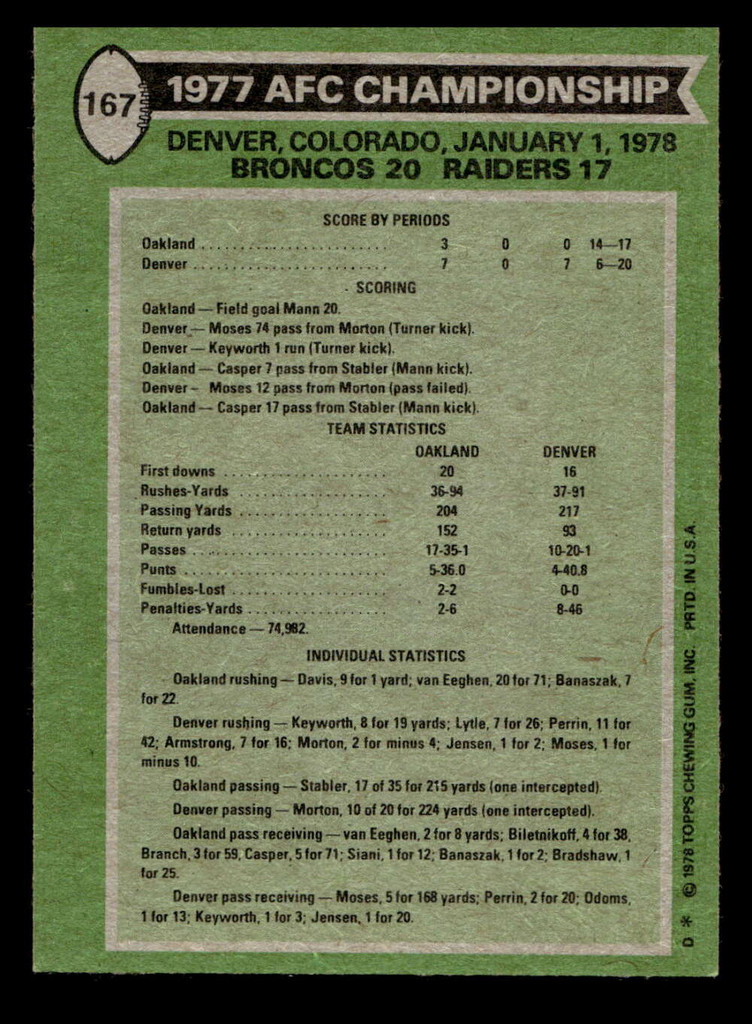 167
1977 AFC CHAMPIONSHIP
DENVER, COLORADO, JANUARY 1, 1978
BRONCOS 20 RAIDERS 17
SCORE BY PERIODS
Oakland . . . . . . . . . . . . . . . . . . . . . . . . 3 0 0 14—17
Denver . . . . . . . . . . . . . . . . . . . . . . . . . 7 0 7 6—20
SCORING
Oakland — Field goal Mann 20.
Denver — Moses 74 pass from Morton (Turner kick).
Denver — Keyworth 1 run (Turner kick).
Oakland — Casper 7 pass from Stabler (Mann kick).
Denver - Moses 12 pass from Morton (pass failed).
Oakland — Casper 17 pass from Stabler (Mann kick).
TEAM STATISTICS
OAKLAND DENVER
First downs . . . . . . . . . . . . . . . . . . . . . 20 16
Rushes-Yards . . . . . . . . . . . . . . . . . . . . 36-94 37-91
Passing Yards . . . . . . . . . . . . . . . . . . . 204 217
Return yards . . . . . . . . . . . . . . . . . . . . 152 93
Passes . . . . . . . . . . . . . . . . . . . . . . . . . 17-35-1 10-20-1
Punts . . . . . . . . . . . . . . . . . . . . . . . . . . 5-36.0 4-40.8
Fumbles-Lost . . . . . . . . . . . . . . . . . . . . 2-2 0-0
Penalties-Yards . . . . . . . . . . . . . . . . . . 2-6 8-46
Attendance — 74,982.
INDIVIDUAL STATISTICS
Oakland rushing — Davis, 9 for 1 yard; van Eeghen, 20 for 71; Banaszak, 7
for 22.
Denver rushing — Keyworth, 8 for 19 yards; Lytle, 7 for 26; Perrin, 11 for
42; Armstrong, 7 for 16; Morton, 2 for minus 4; Jensen, 1 for 2; Moses, 1 for
minus 10.
Oakland passing — Stabler, 17 of 35 for 215 yards (one intercepted).
Denver passing — Morton, 10 of 20 for 224 yards (one intercepted).
Oakland pass receiving — van Eeghen, 2 for 8 yards; Biletnikoff, 4 for 38,
Branch, 3 for 59, Casper, 5 for 71; Siani, 1 for 12; Banaszak, 1 for 2; Bradshaw, 1
for 25.
Denver pass receiving — Moses, 5 for 168 yards; Perrin, 2 for 20; Odoms,
1 for 13; Keyworth, 1 for 3; Jensen, 1 for 20.
D * © 1978 TOPPS CHEWING GUM, INC. PRTD. IN U.S.A.